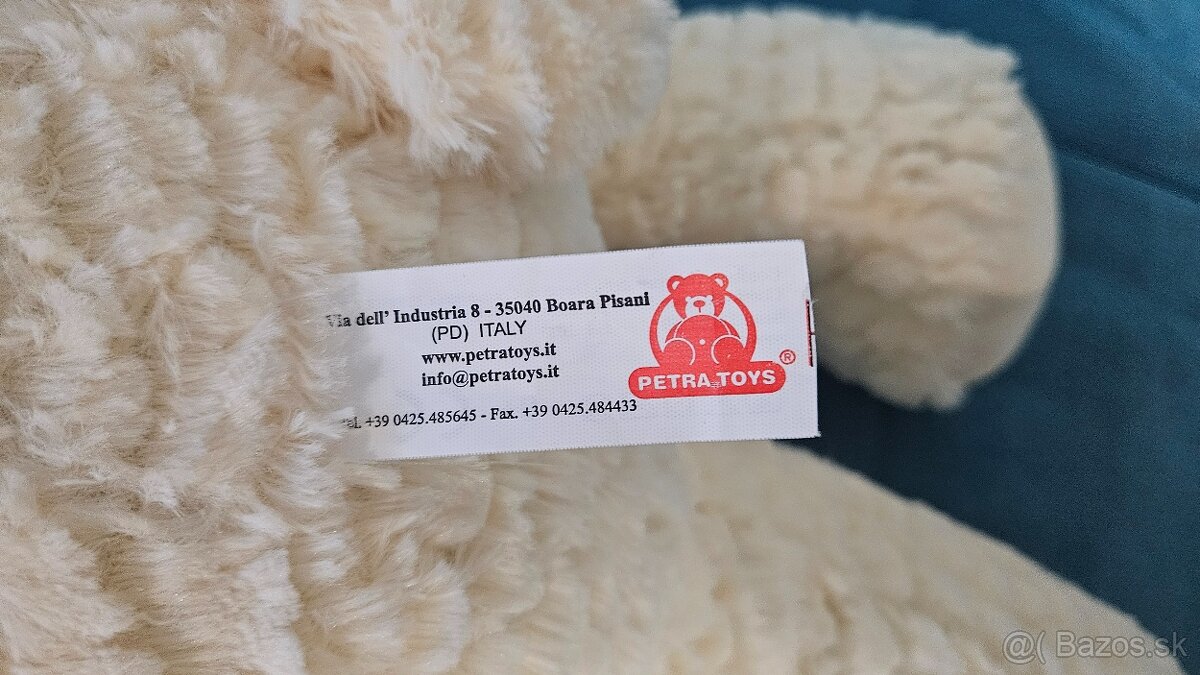 Via dell' Industria 8 - 35040 Boara Pisani
(PD) ITALY
www.petratoys.it
info@petratoys.it
+39 0425.485645 - Fax. +39 0425.484433
PETRA TOYS ®
@( Bazos.sk